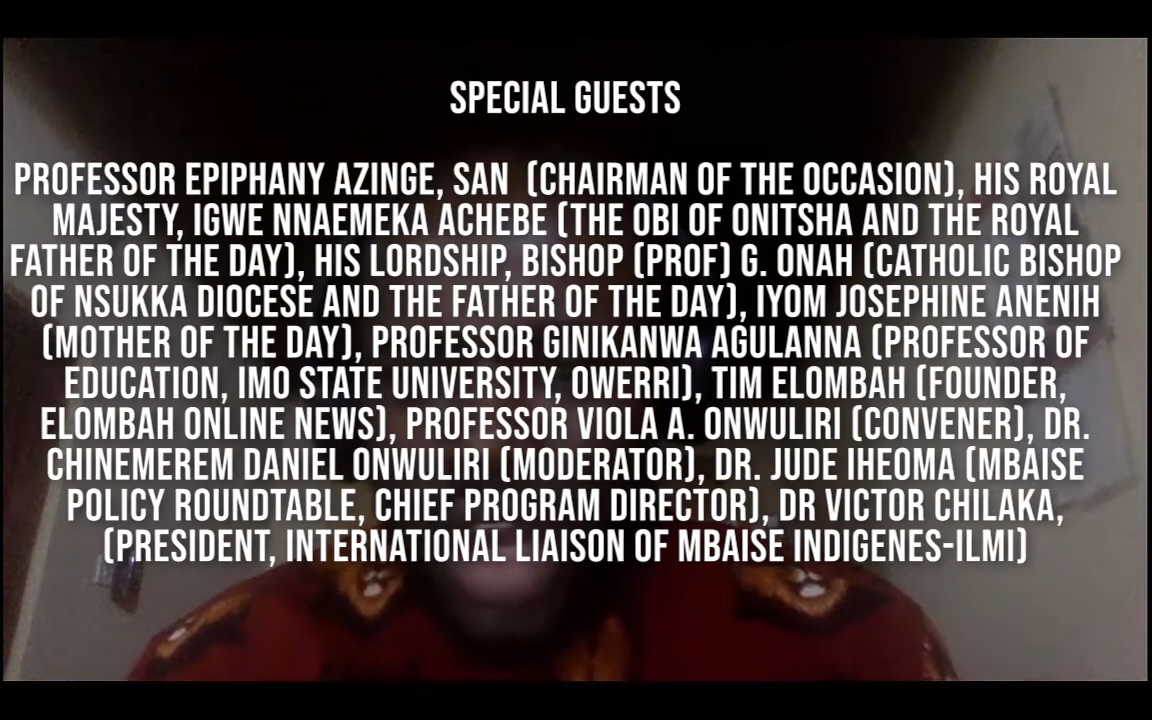 SPECIAL GUESTS
PROFESSOR EPIPHANY AZINGE, SAN (CHAIRMAN OF THE OCCASION), HIS ROYAL
MAJESTY, IGWE NNAEMEKA ACHEBE (THE OBI OF ONITSHA AND THE ROYAL
FATHER OF THE DAY), HIS LORDSHIP, BISHOP (PROF) G. ONAH (CATHOLIC BISHOP
OF NSUKKA DIOCESE AND THE FATHER OF THE DAY), IYOM JOSEPHINE ANENIH
(MOTHER OF THE DAY), PROFESSOR GINIKANWA AGULANNA (PROFESSOR OF
EDUCATION, IMO STATE UNIVERSITY, OWERRI), TIM ELOMBAH (FOUNDER,
ELOMBAH ONLINE NEWS), PROFESSOR VIOLA A. ONWULIRI (CONVENER), DR.
CHINEMEREM DANIEL ONWULIRI (MODERATOR), DR. JUDE IHEOMA (MBAISE
POLICY ROUNDTABLE, CHIEF PROGRAM DIRECTOR), DR VICTOR CHILAKA,
(PRESIDENT, INTERNATIONAL LIAISON OF MBAISE INDIGENES-ILMI)